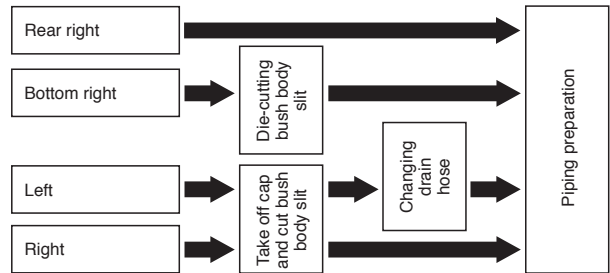 Rear right
Bottom right
Die-cutting
bush body
slit
Left
Take off cap
and cut bush
body slit
Changing
drain
hose
Right
Piping preparation